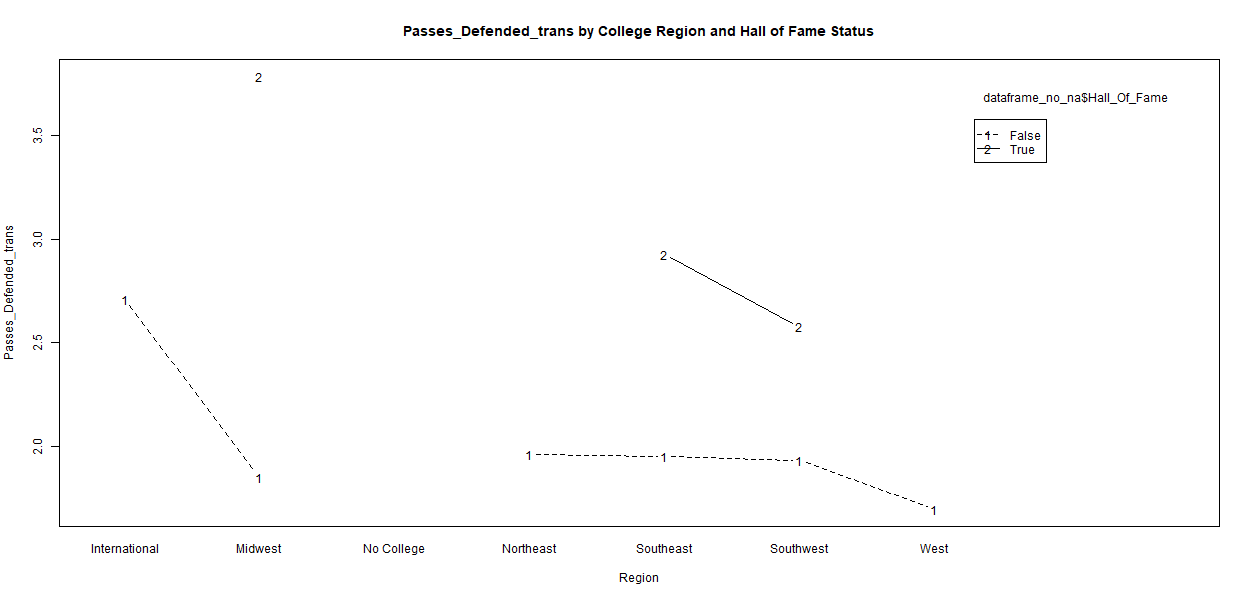 Passes_Defended_trans by College Region and Hall of Fame Status
Passes_Defended_trans
3.5
3.0
2.5
2.0
2
1
1
1
2
1
2
1
1
dataframe_no_na$Hall_Of_Fame
1 False
2 True
International Midwest No College Northeast Southeast Southwest West
Region